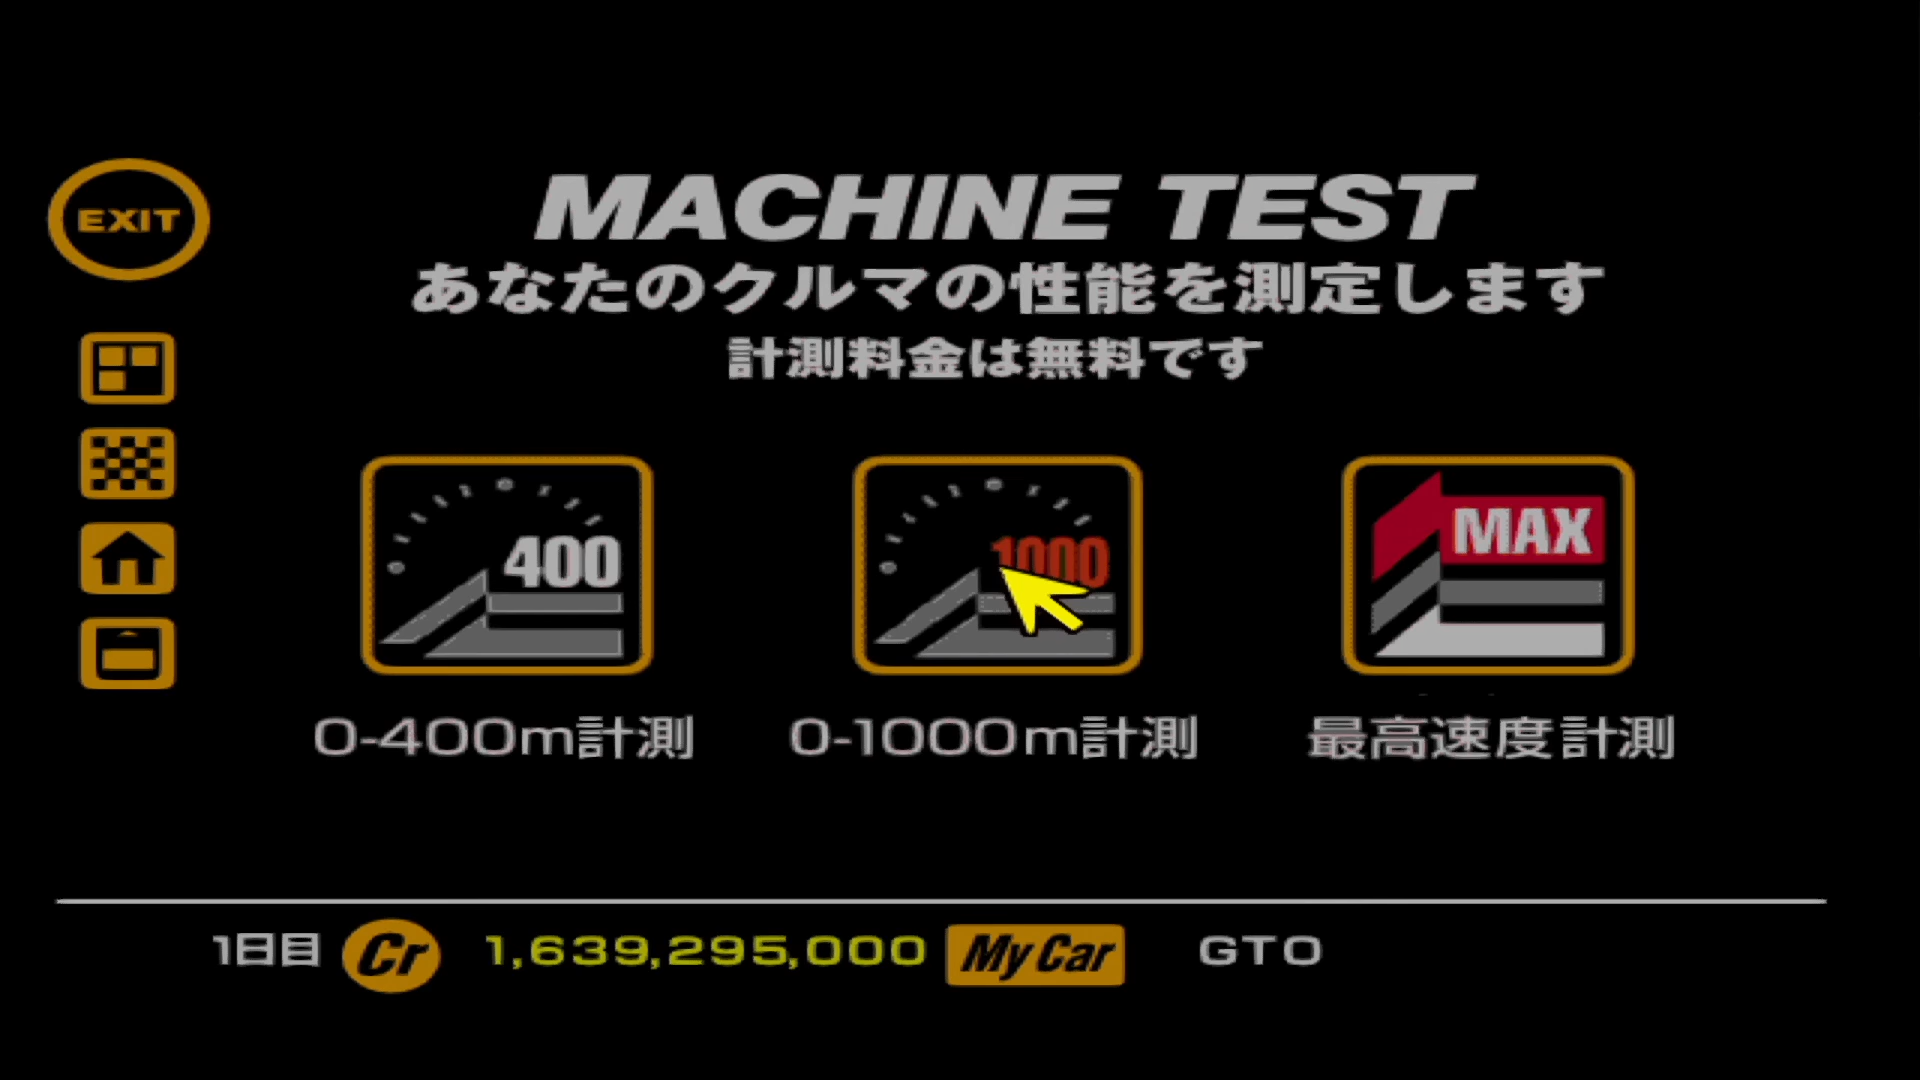 EXIT
MACHINE TEST
あなたのクルマの性能を測定します
計測料金は無料です
400
1000
MAX
0-400m計測
0-1000m計測
最高速度計測
1日目 Cr 1,639,295,000 My Car GTO